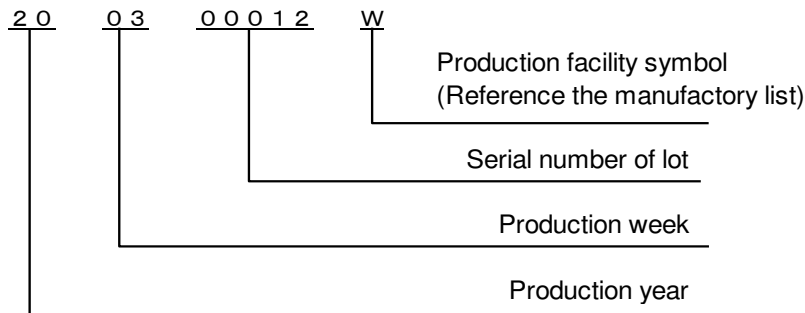 ２０ ０３ ０００１２ W
Production facility symbol
(Reference the manufactory list)
Serial number of lot
Production week
Production year